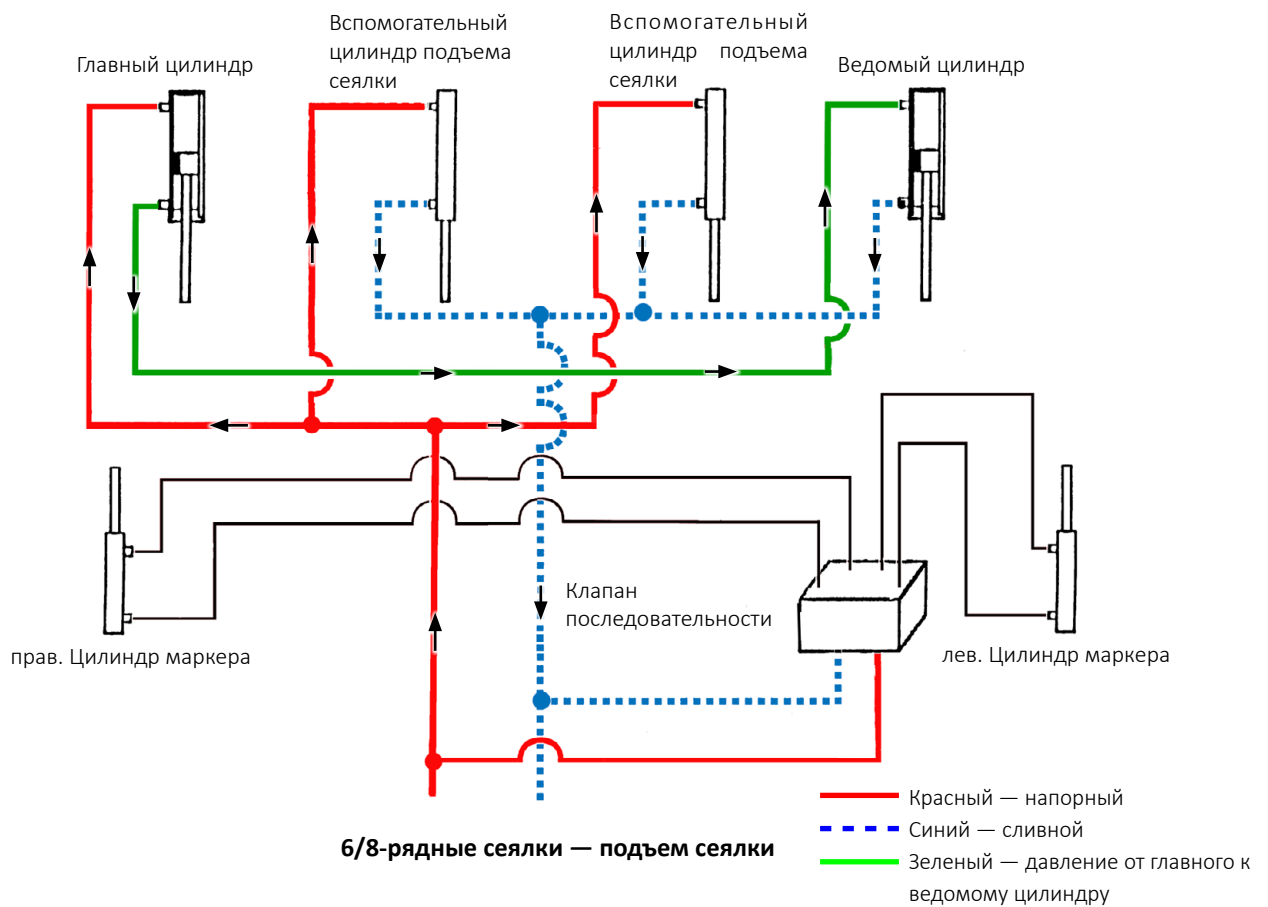 Вспомогательный
цилиндр подъема
сеялки
Вспомогательный
цилиндр подъема
сеялки
Главный цилиндр
Ведомый цилиндр
Клапан
последовательности
прав. Цилиндр маркера
лев. Цилиндр маркера
Красный — напорный
Синий — сливной
Зеленый — давление от главного к
ведомому цилиндру
6/8-рядные сеялки — подъем сеялки